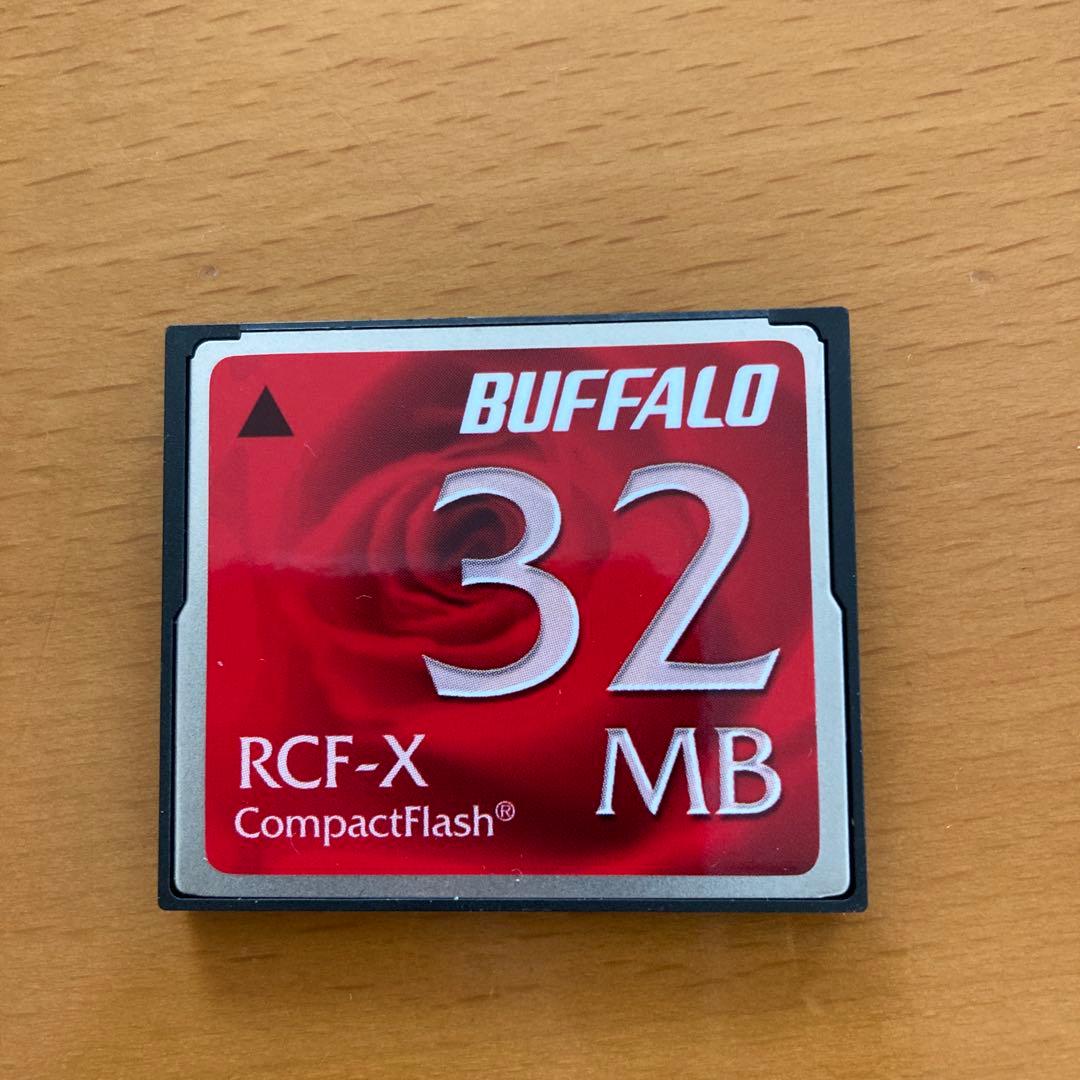 BUFFALO
32
MB
RCF-X
CompactFlash®